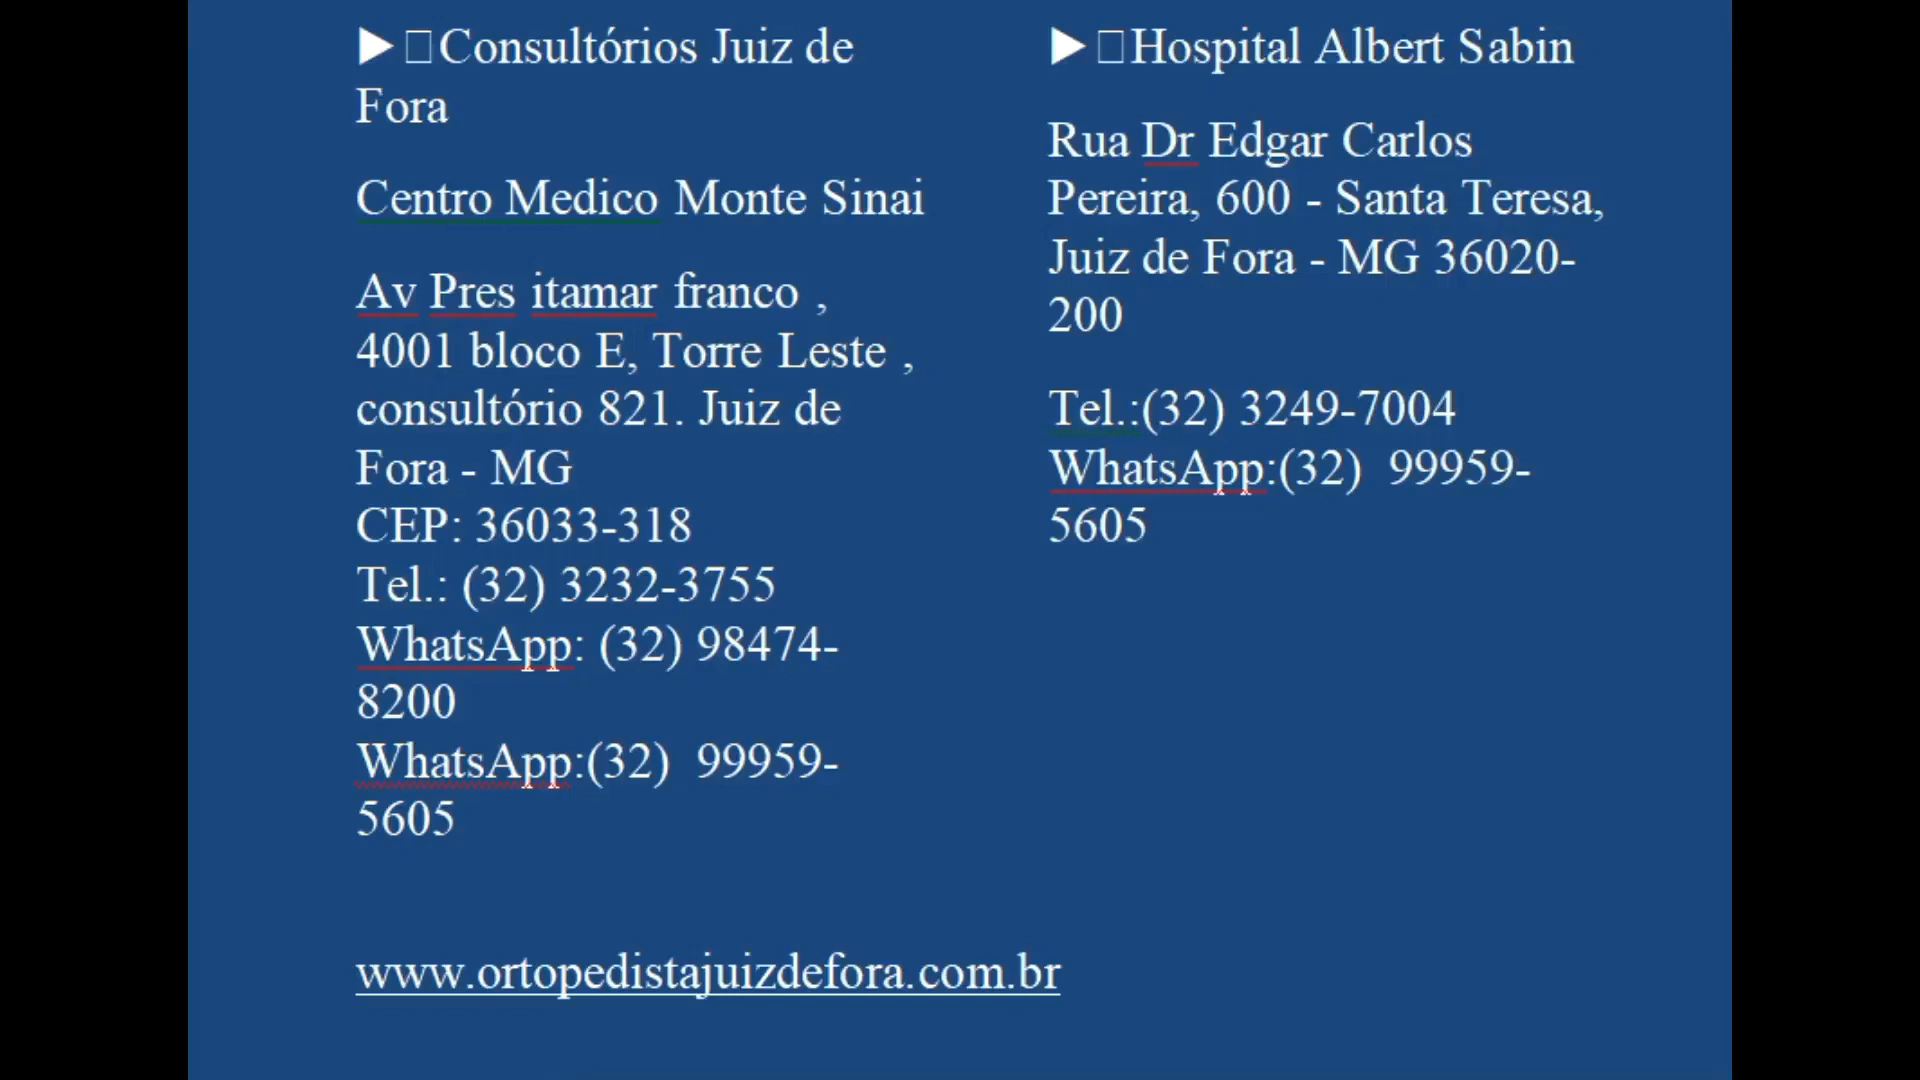 ▶ □Consultórios Juiz de
Fora
Centro Medico Monte Sinai
Av Pres itamar franco ,
4001 bloco E, Torre Leste ,
consultório 821. Juiz de
Fora - MG
CEP: 36033-318
Tel.: (32) 3232-3755
WhatsApp: (32) 98474-
8200
WhatsApp:(32)  99959-
5605
▶ □Hospital Albert Sabin
Rua Dr Edgar Carlos
Pereira, 600 - Santa Teresa,
Juiz de Fora - MG 36020-
200
Tel.:(32) 3249-7004
WhatsApp:(32)  99959-
5605
www.ortopedistajuizdefora.com.br